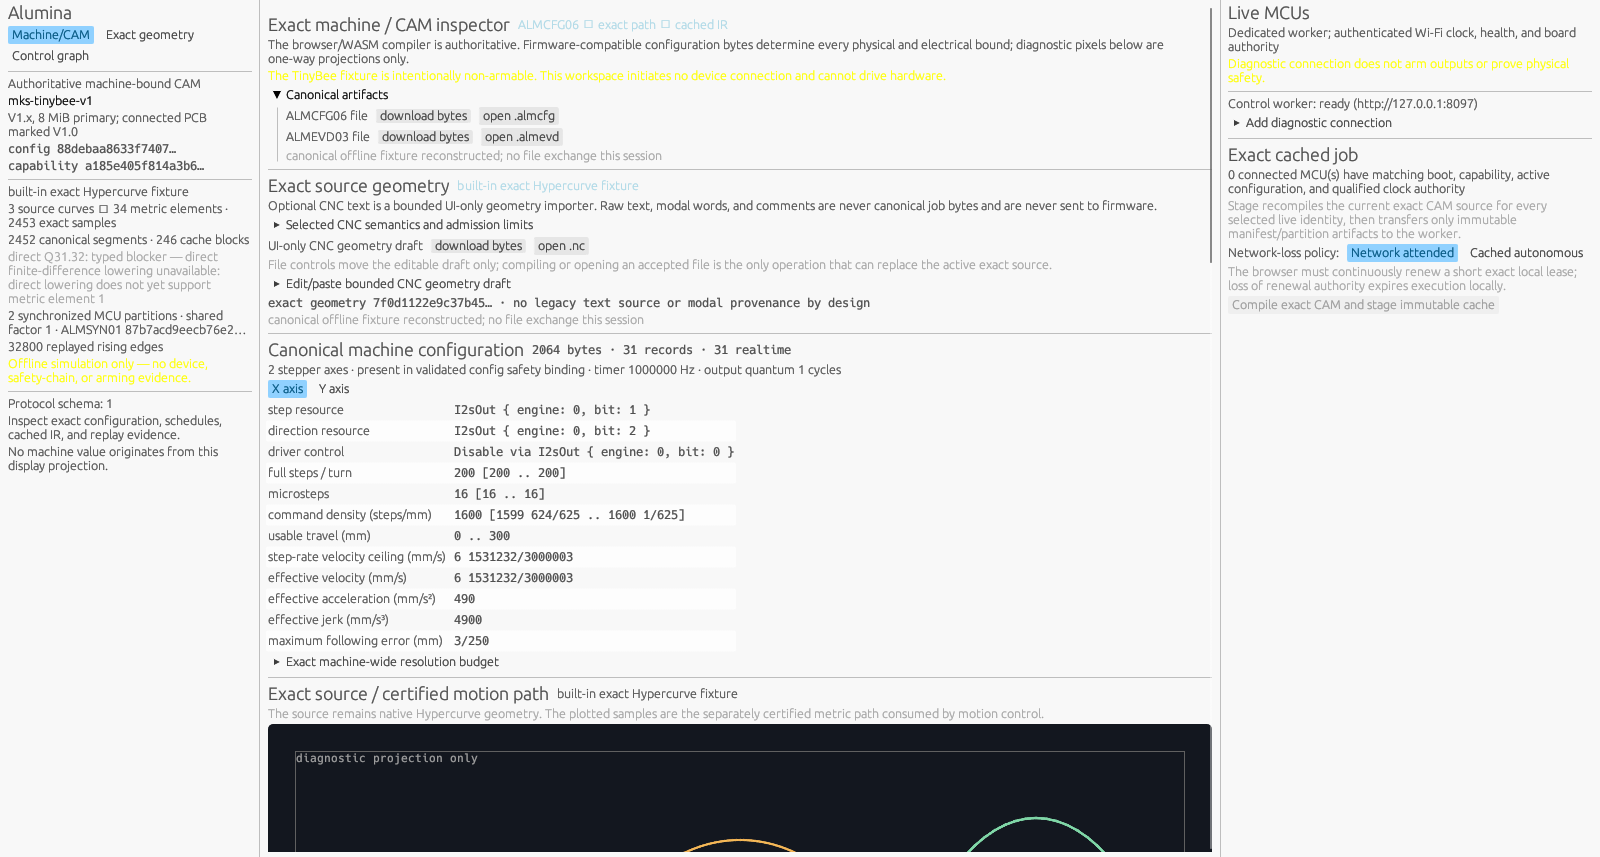 Alumina
Machine/CAM Exact geometry
Control graph
Authoritative machine-bound CAM
mks-tinybee-v1
V1.x, 8 MiB primary; connected PCB
marked V1.0
config 88debaa8633f7407…
capability a185e405f814a3b6…
built-in exact Hypercurve fixture
3 source curves □ 34 metric elements ·
2453 exact samples
2452 canonical segments · 246 cache blocks
direct Q31.32: typed blocker — direct
finite-difference lowering unavailable:
direct lowering does not yet support
metric element 1
2 synchronized MCU partitions · shared
factor 1 · ALMSYN01 87b7acd9eecb76e2…
32800 replayed rising edges
Offline simulation only — no device,
safety-chain, or arming evidence.
Protocol schema: 1
Inspect exact configuration, schedules,
cached IR, and replay evidence.
No machine value originates from this
display projection.
Exact machine / CAM inspector ALMCFG06 □ exact path □ cached IR
The browser/WASM compiler is authoritative. Firmware-compatible configuration bytes determine every physical and electrical bound; diagnostic pixels below are
one-way projections only.
The TinyBee fixture is intentionally non-armable. This workspace initiates no device connection and cannot drive hardware.
▼ Canonical artifacts
ALMCFG06 file download bytes open .almcfg
ALMEVD03 file download bytes open .almevd
canonical offline fixture reconstructed; no file exchange this session
Exact source geometry built-in exact Hypercurve fixture
Optional CNC text is a bounded UI-only geometry importer. Raw text, modal words, and comments are never canonical job bytes and are never sent to firmware.
▸ Selected CNC semantics and admission limits
UI-only CNC geometry draft download bytes open .nc
File controls move the editable draft only; compiling or opening an accepted file is the only operation that can replace the active exact source.
▸ Edit/paste bounded CNC geometry draft
exact geometry 7f0d1122e9c37b45… · no legacy text source or modal provenance by design
canonical offline fixture reconstructed; no file exchange this session
Canonical machine configuration 2064 bytes · 31 records · 31 realtime
2 stepper axes · present in validated config safety binding · timer 1000000 Hz · output quantum 1 cycles
X axis Y axis
step resource I2sOut { engine: 0, bit: 1 }
direction resource I2sOut { engine: 0, bit: 2 }
driver control Disable via I2sOut { engine: 0, bit: 0 }
full steps / turn 200 [200 .. 200]
microsteps 16 [16 .. 16]
command density (steps/mm) 1600 [1599 624/625 .. 1600 1/625]
usable travel (mm) 0 .. 300
step-rate velocity ceiling (mm/s) 6 1531232/3000003
effective velocity (mm/s) 6 1531232/3000003
effective acceleration (mm/s²) 490
effective jerk (mm/s³) 4900
maximum following error (mm) 3/250
▸ Exact machine-wide resolution budget
Exact source / certified motion path built-in exact Hypercurve fixture
The source remains native Hypercurve geometry. The plotted samples are the separately certified metric path consumed by motion control.
diagnostic projection only
Live MCUs
Dedicated worker; authenticated Wi-Fi clock, health, and board
authority
Diagnostic connection does not arm outputs or prove physical
safety.
Control worker: ready (http://127.0.0.1:8097)
▸ Add diagnostic connection
Exact cached job
0 connected MCU(s) have matching boot, capability, active
configuration, and qualified clock authority
Stage recompiles the current exact CAM source for every
selected live identity, then transfers only immutable
manifest/partition artifacts to the worker.
Network-loss policy: Network attended Cached autonomous
The browser must continuously renew a short exact local lease;
loss of renewal authority expires execution locally.
Compile exact CAM and stage immutable cache